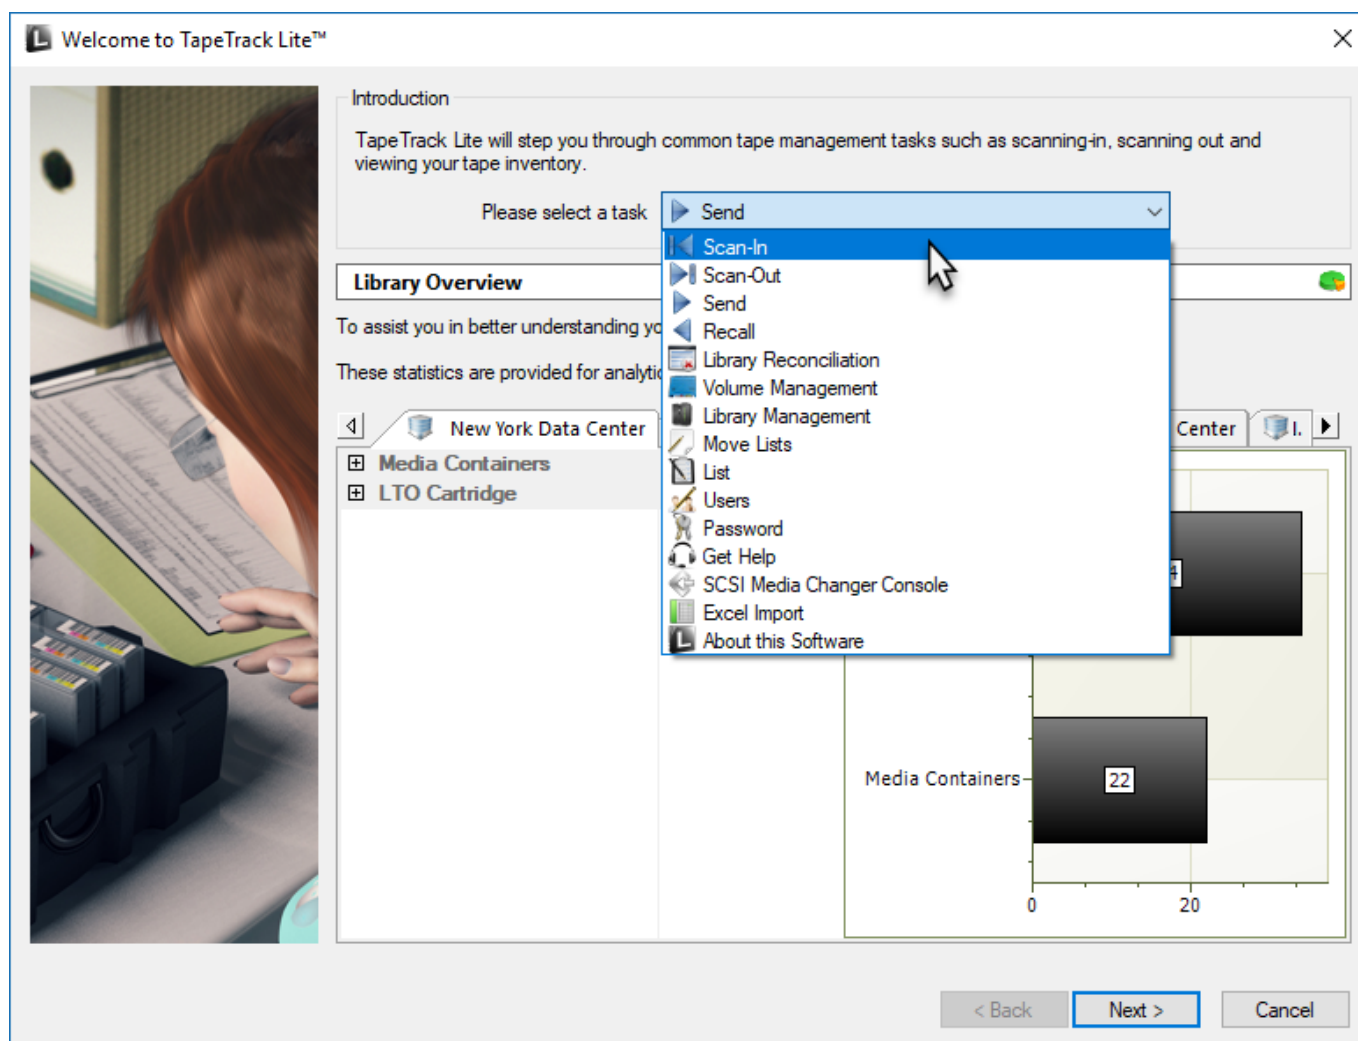 Welcome to TapeTrack Lite™
Introduction
TapeTrack Lite will step you through common tape management tasks such as scanning-in, scanning out and
viewing your tape inventory.
Please select a task
Send
Scan-In
Scan-Out
Send
Recall
Library Reconciliation
Volume Management
Library Management
Move Lists
List
Users
Password
Get Help
SCSI Media Changer Console
Excel Import
About this Software
Library Overview
To assist you in better understanding
These statistics are provided for
New York Data Center
Center
Media Containers
LTO Cartridge
Media Containers
22
0
20
< Back
Next >
Cancel